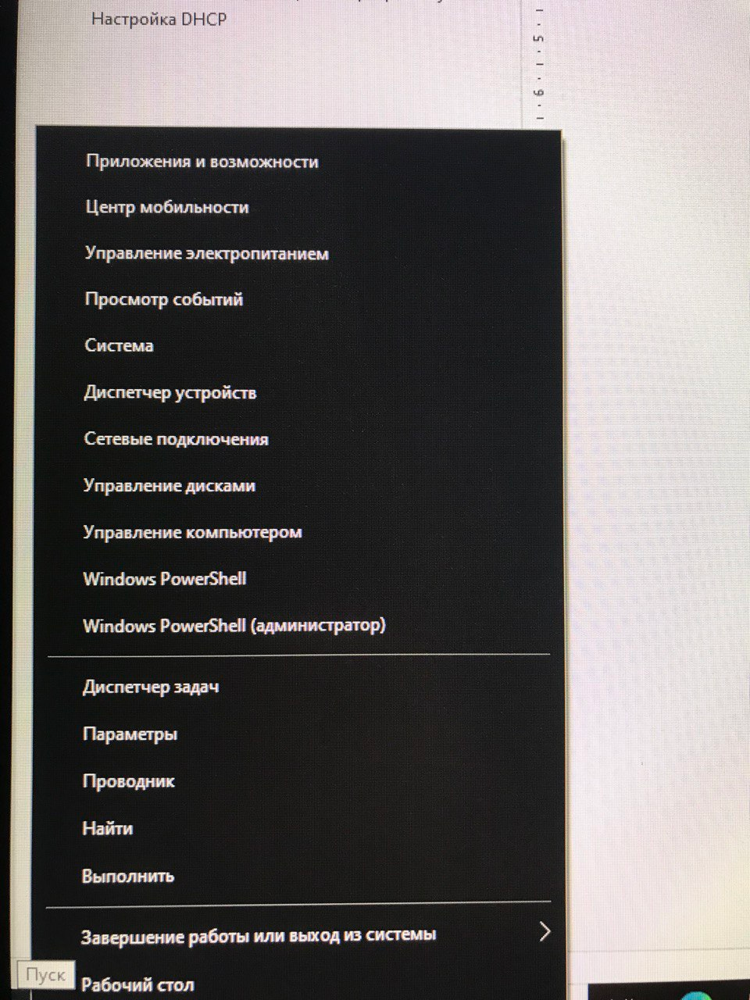 Настройка DHCP
5
6
Приложения и возможности
Центр мобильности
Управление электропитанием
Просмотр событий
Система
Диспетчер устройств
Сетевые подключения
Управление дисками
Управление компьютером
Windows PowerShell
Windows PowerShell (администратор)
Диспетчер задач
Параметры
Проводник
Найти
Выполнить
Завершение работы или выход из системы
Пуск
Рабочий стол